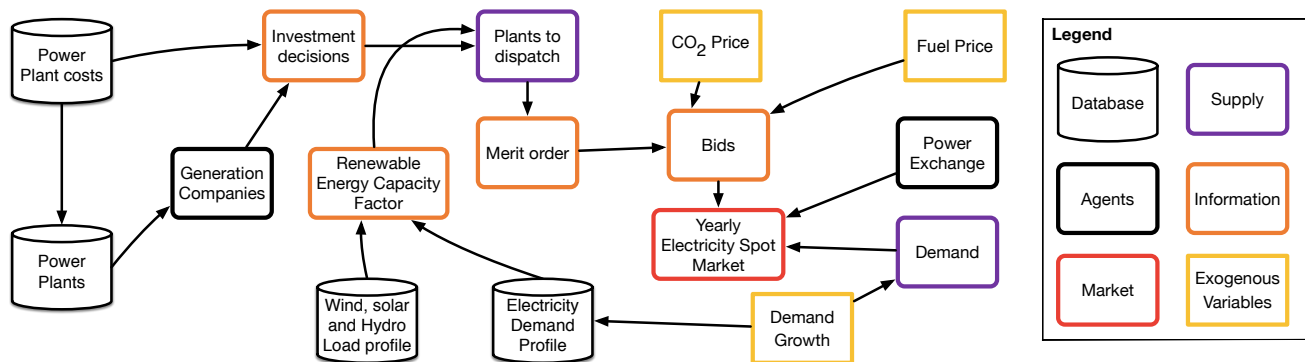 Power
Plant costs
Investment
decisions
Plants to
dispatch
CO2 Price
Fuel Price
Generation
Companies
Renewable
Energy Capacity
Factor
Merit order
Bids
Power
Exchange
Power
Plants
Wind, solar
and Hydro
Load profile
Electricity
Demand
Profile
Yearly
Electricity Spot
Market
Demand
Demand
Growth
Legend
Database
Supply
Agents
Information
Market
Exogenous
Variables